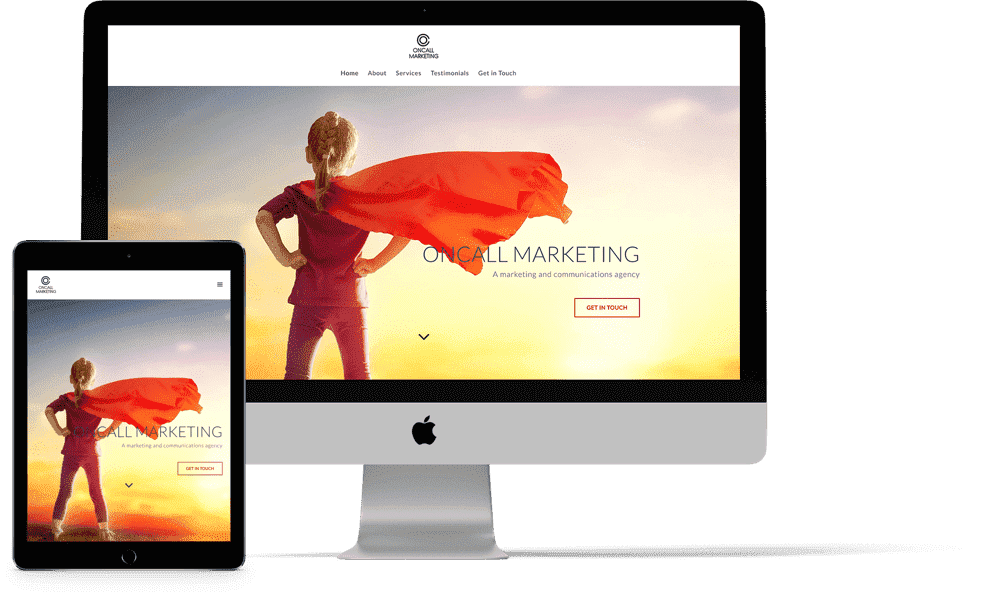 ONCALL
MARKETING
Home About Services Testimonials Get in Touch
ONCALL MARKETING
A marketing and communications agency
GET IN TOUCH
ONCALL
MARKETING
ONCALL MARKETING
A marketing and communications agency
GET IN TOUCH